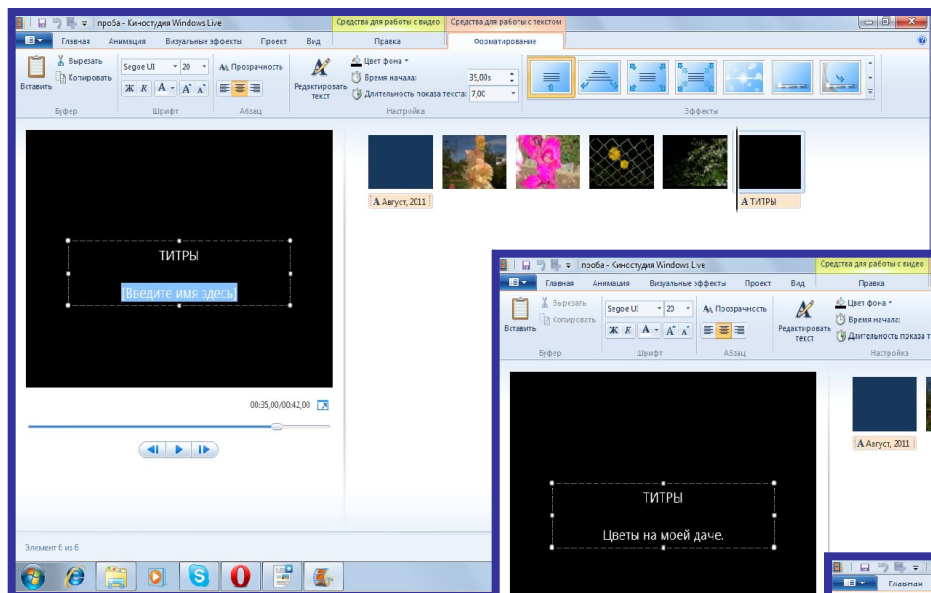 проба - Киностудия Windows Live
Средства для работы с видео
Средства для работы с текстом
Главная
Анимация
Визуальные эффекты
Проект
Вид
Правка
Форматирование
Вставить
Вырезать
Копировать
Буфер
Segoe UI
20
Ж К А А А
Шрифт
Прозрачность
Абзац
Редактировать
текст
Цвет фона
Время начала:
35,00s
Длительность показа текста:
7,00
Настройка
Эффекты
А Август, 2011
А ТИТРЫ
ТИТРЫ
[Введите имя здесь]
00:35,00/00:42,00
Элемент 6 из 6
проба - Киностудия Windows Live
Средства для работы с видео
Главная
Анимация
Визуальные эффекты
Проект
Вид
Правка
Вставить
Вырезать
Копировать
Буфер
Segoe UI
20
Ж К А А А
Шрифт
Прозрачность
Абзац
Редактировать
текст
Цвет фона
Время начала:
Длительность показа т
Настройка
А Август, 2011
ТИТРЫ
Цветы на моей даче.
Главная